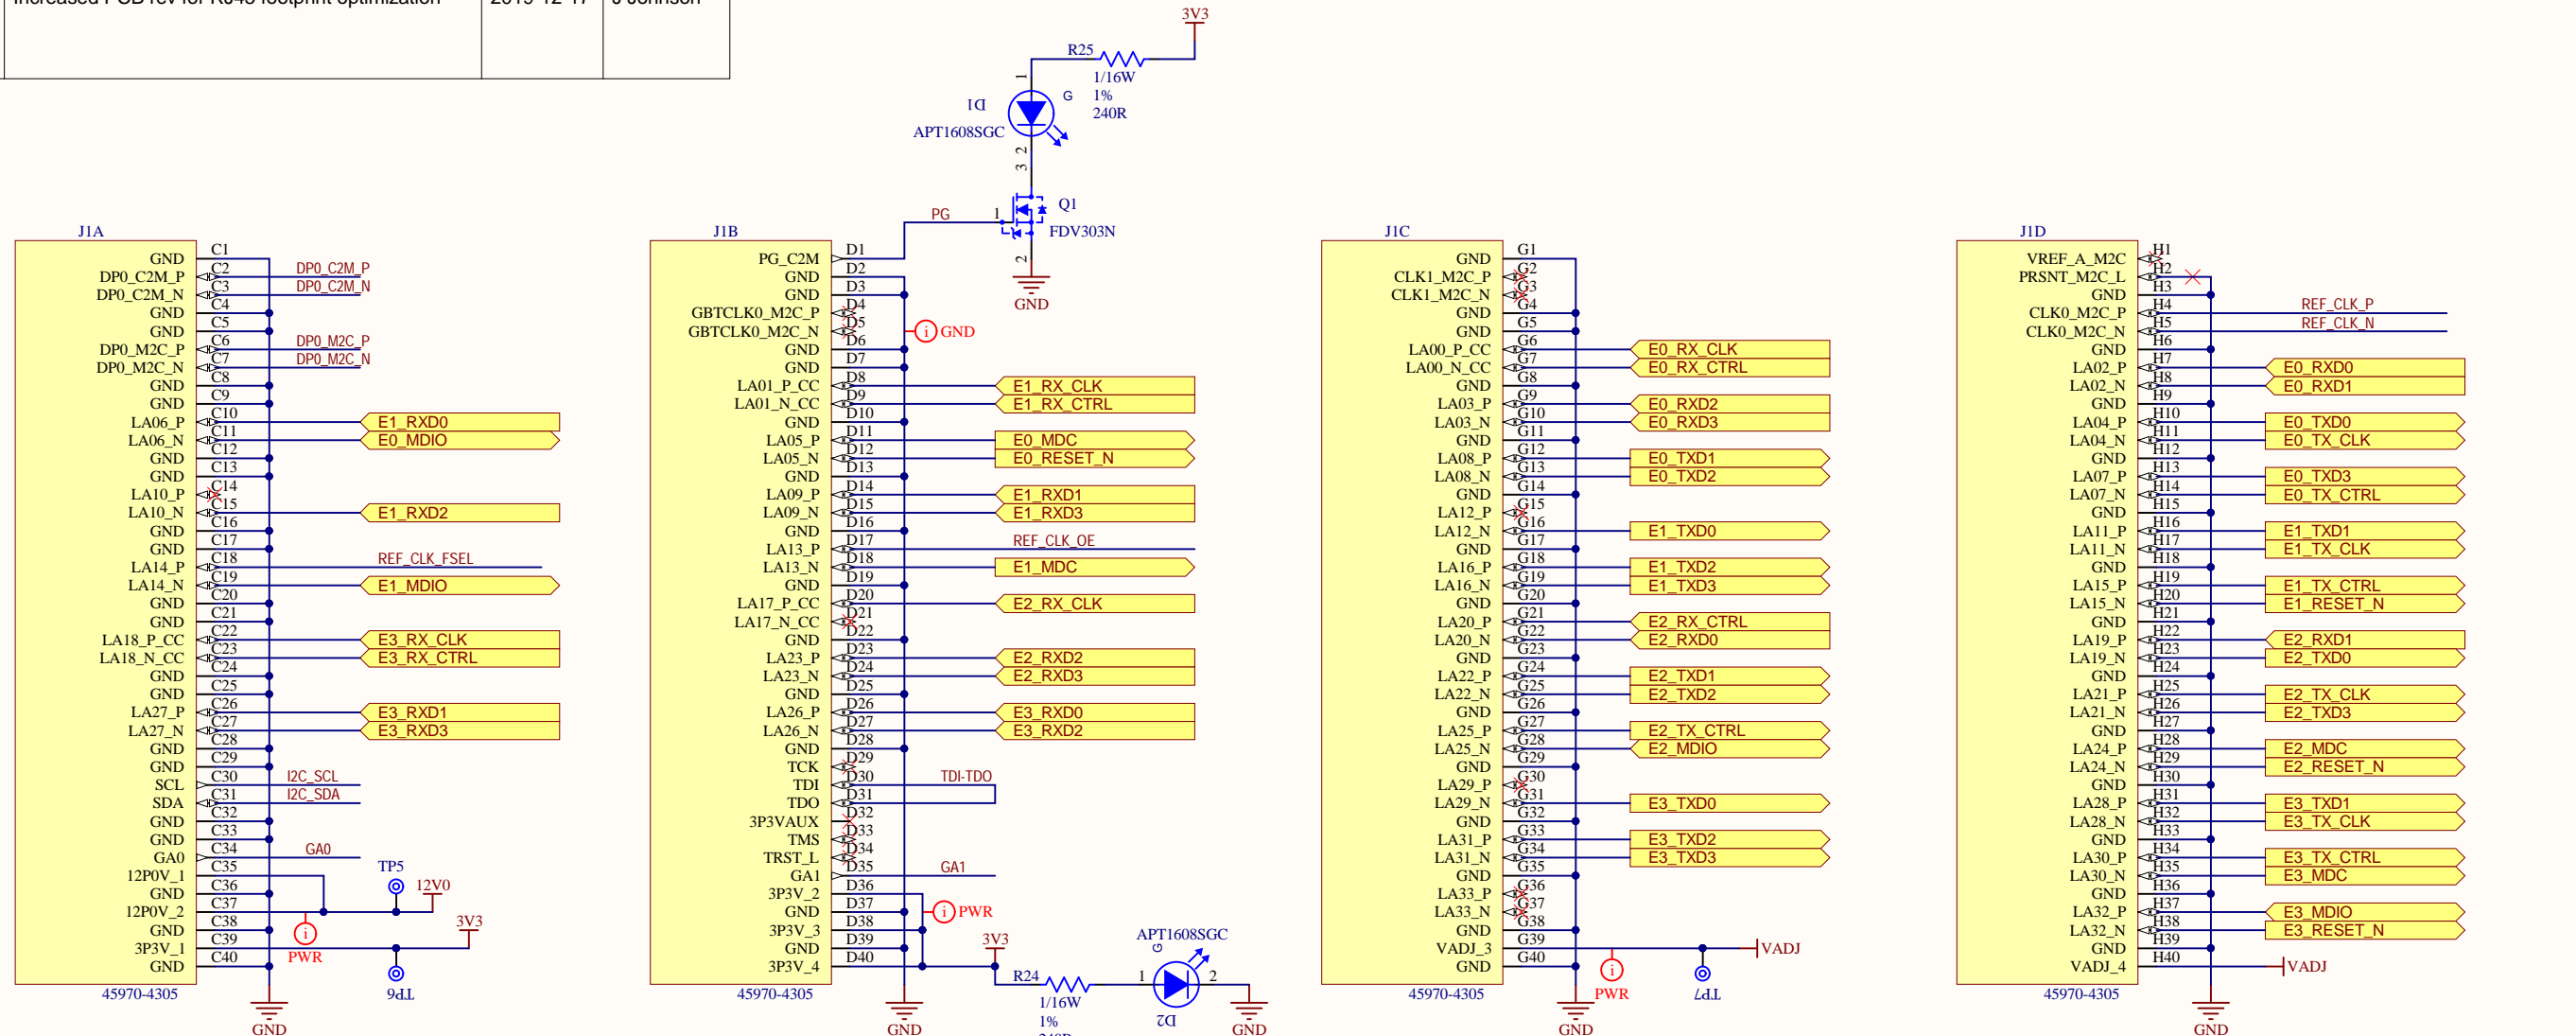 Increased PCB rev for RJ45 footprint optimization 2019-12-17 J Johnson
3V3
R25
1/16W
1%
240R
1
D1
G
APT1608SGC
2
3
PG
1
Q1
FDV303N
2
GND
J1A
GND C1
DP0_C2M_P C2 DP0_C2M_P
DP0_C2M_N C3 DP0_C2M_N
GND C4
GND C5
DP0_M2C_P C6 DP0_M2C_P
DP0_M2C_N C7 DP0_M2C_N
GND C8
GND C9
LA06_P C10 E1_RXD0
LA06_N C11 E0_MDIO
GND C12
GND C13
LA10_P C14
LA10_N C15 E1_RXD2
GND C16
GND C17
LA14_P C18 REF_CLK_FSEL
LA14_N C19 E1_MDIO
GND C20
GND C21
LA18_P_CC C22 E3_RX_CLK
LA18_N_CC C23 E3_RX_CTRL
GND C24
GND C25
LA27_P C26 E3_RXD1
LA27_N C27 E3_RXD3
GND C28
GND C29
SCL C30 I2C_SCL
SDA C31 I2C_SDA
GND C32
GND C33
GA0 C34 GA0
12P0V_1 C35 TP5
GND C36 12V0
12P0V_2 C37
GND C38 3V3
PWR
3P3V_1 C39
GND C40 TP6
45970-4305
GND
J1B
PG_C2M D1
GND D2
GND D3
GBTCLK0_M2C_P D4
GBTCLK0_M2C_N D5 i GND
GND D6
GND D7
LA01_P_CC D8 E1_RX_CLK
LA01_N_CC D9 E1_RX_CTRL
GND D10
LA05_P D11 E0_MDC
LA05_N D12 E0_RESET_N
GND D13
LA09_P D14 E1_RXD1
LA09_N D15 E1_RXD3
GND D16
LA13_P D17 REF_CLK_OE
LA13_N D18 E1_MDC
GND D19
LA17_P_CC D20 E2_RX_CLK
LA17_N_CC D21
GND D22
LA23_P D23 E2_RXD2
LA23_N D24 E2_RXD3
GND D25
LA26_P D26 E3_RXD0
LA26_N D27 E3_RXD2
GND D28
TCK D29
TDI D30 TDI-TDO
TDO D31
3P3VAUX D32
TMS D33
TRST_L D34
GA1 D35 GA1
3P3V_2 D36
GND D37 i PWR
3P3V_3 D38
GND D39 3V3
3P3V_4 D40
45970-4305
GND
R24
1/16W
1%
APT1608SGC
G
1
2
D2
GND
J1C
GND G1
CLK1_M2C_P G2
CLK1_M2C_N G3
GND G4
GND G5
LA00_P_CC G6 E0_RX_CLK
LA00_N_CC G7 E0_RX_CTRL
GND G8
LA03_P G9 E0_RXD2
LA03_N G10 E0_RXD3
GND G11
LA08_P G12 E0_TXD1
LA08_N G13 E0_TXD2
GND G14
LA12_P G15
LA12_N G16 E1_TXD0
GND G17
LA16_P G18 E1_TXD2
LA16_N G19 E1_TXD3
GND G20
LA20_P G21 E2_RX_CTRL
LA20_N G22 E2_RXD0
GND G23
LA22_P G24 E2_TXD1
LA22_N G25 E2_TXD2
GND G26
LA25_P G27 E2_TX_CTRL
LA25_N G28 E2_MDIO
GND G29
LA29_P G30
LA29_N G31 E3_TXD0
GND G32
LA31_P G33 E3_TXD2
LA31_N G34 E3_TXD3
GND G35
LA33_P G36
LA33_N G37
GND G38
VADJ_3 G39 VADJ
GND G40 i
PWR TP7
45970-4305
GND
J1D
VREF_A_M2C H1
PRSNT_M2C_L H2
GND H3
CLK0_M2C_P H4 REF_CLK_P
CLK0_M2C_N H5 REF_CLK_N
GND H6
LA02_P H7 E0_RXD0
LA02_N H8 E0_RXD1
GND H9
LA04_P H10 E0_TXD0
LA04_N H11 E0_TX_CLK
GND H12
LA07_P H13 E0_TXD3
LA07_N H14 E0_TX_CTRL
GND H15
LA11_P H16 E1_TXD1
LA11_N H17 E1_TX_CLK
GND H18
LA15_P H19 E1_TX_CTRL
LA15_N H20 E1_RESET_N
GND H21
LA19_P H22 E2_RXD1
LA19_N H23 E2_TXD0
GND H24
LA21_P H25 E2_TX_CLK
LA21_N H26 E2_TXD3
GND H27
LA24_P H28 E2_MDC
LA24_N H29 E2_RESET_N
GND H30
LA28_P H31 E3_TXD1
LA28_N H32 E3_TX_CLK
GND H33
LA30_P H34 E3_TX_CTRL
LA30_N H35 E3_MDC
GND H36
LA32_P H37 E3_MDIO
LA32_N H38 E3_RESET_N
GND H39
VADJ_4 H40 VADJ
45970-4305
GND